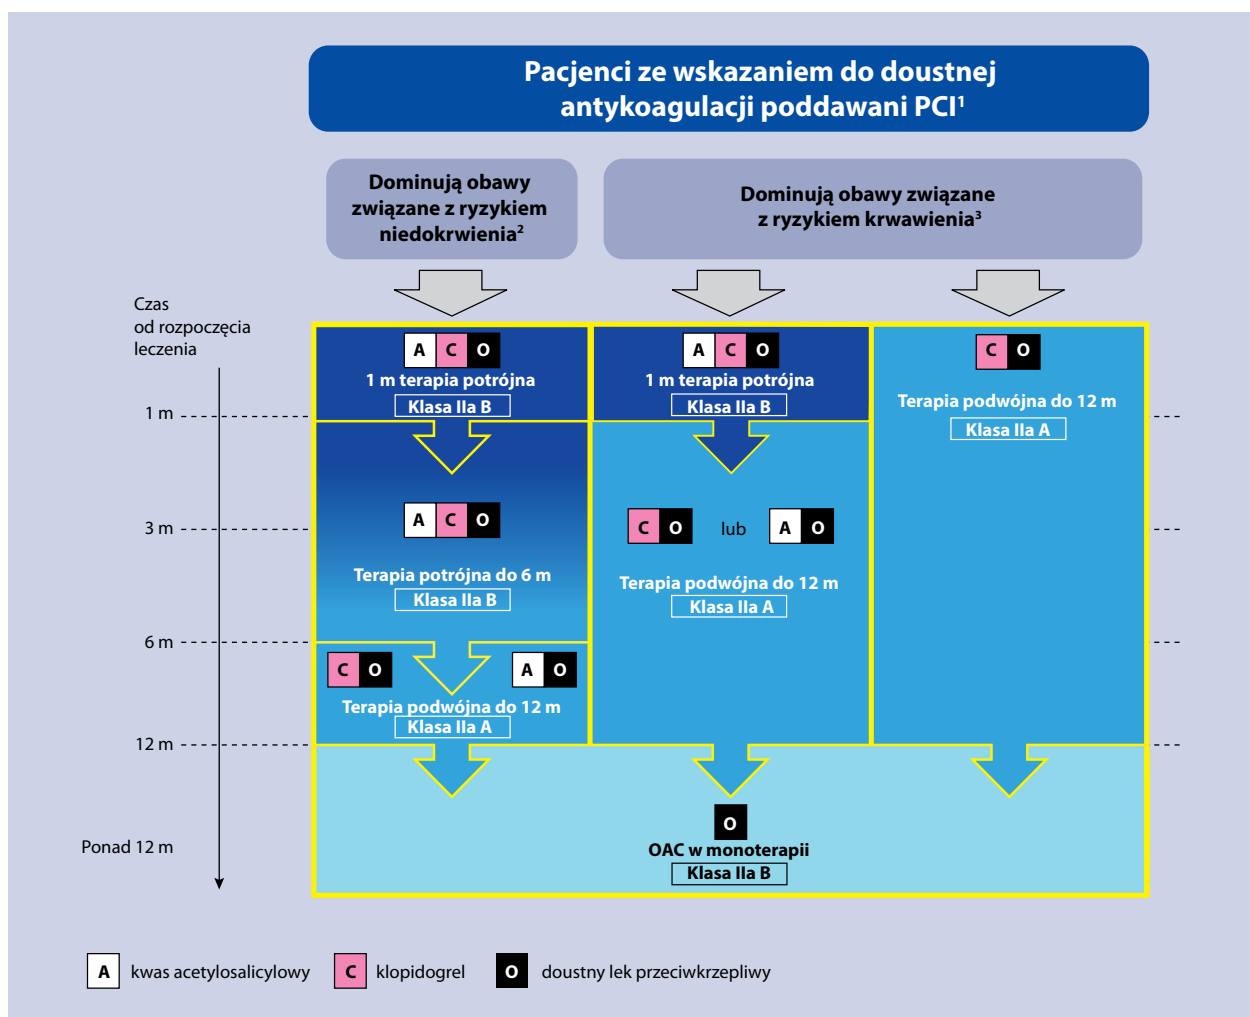 Pacjenci ze wskazaniem do doustnej
antykoagulacji poddawani PCI¹
Dominują obawy
związane z ryzykiem
niedokrwienia²
Dominują obawy związane
z ryzykiem krwawienia³
Czas
od rozpoczęcia
leczenia
A C O
1 m terapia potrójna
Klasa IIa B
A C O
1 m terapia potrójna
Klasa IIa B
C O
Terapia podwójna do 12 m
Klasa IIa A
1 m
A C O
Terapia potrójna do 6 m
Klasa IIa B
C O lub A O
Terapia podwójna do 12 m
Klasa IIa A
3 m
6 m
C O A O
Terapia podwójna do 12 m
Klasa IIa A
12 m
Ponad 12 m
O
OAC w monoterapii
Klasa IIa B
A kwas acetylosalicylowy C klopidogrel O doustny lek przeciwkrzepliwy